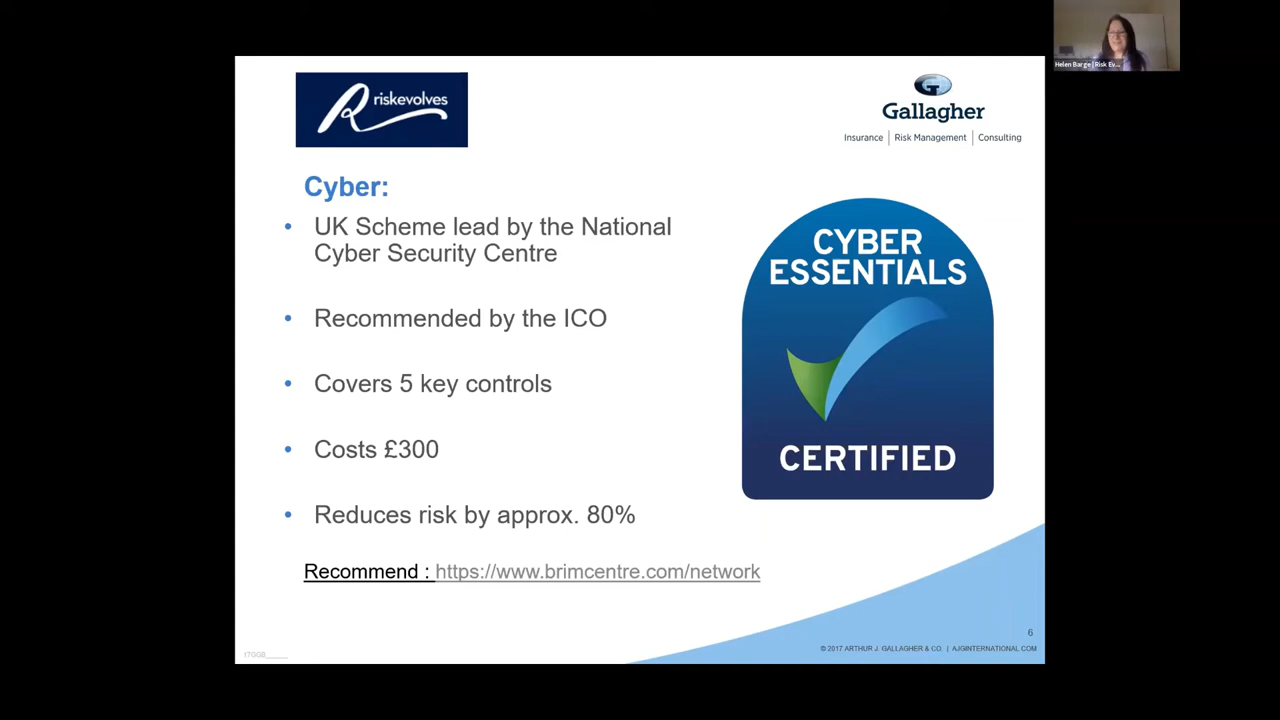 Helen Barge | Risk Ev...
riskevolves
Gallagher
Insurance | Risk Management | Consulting
Cyber:
• UK Scheme lead by the National
Cyber Security Centre
• Recommended by the ICO
• Covers 5 key controls
• Costs £300
• Reduces risk by approx. 80%
Recommend : https://www.brimcentre.com/network
CYBER
ESSENTIALS
CERTIFIED
6
17GGB______
© 2017 ARTHUR J. GALLAGHER & CO. | AJGINTERNATIONAL.COM